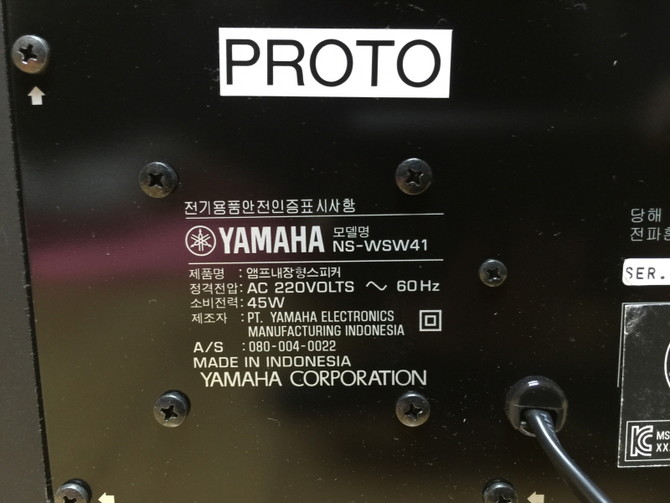 PROTO
전기용품안전인증표시사항
YAMAHA 모델명 NS-WSW41
제품명 : 앰프내장형스피커
정격전압 : AC 220VOLTS ~ 60Hz
소비전력 : 45W
제조자 : PT. YAMAHA ELECTRONICS
MANUFACTURING INDONESIA
A/S : 080-004-0022
MADE IN INDONESIA
YAMAHA CORPORATION
당해
전파혼
SER.
MS
XX